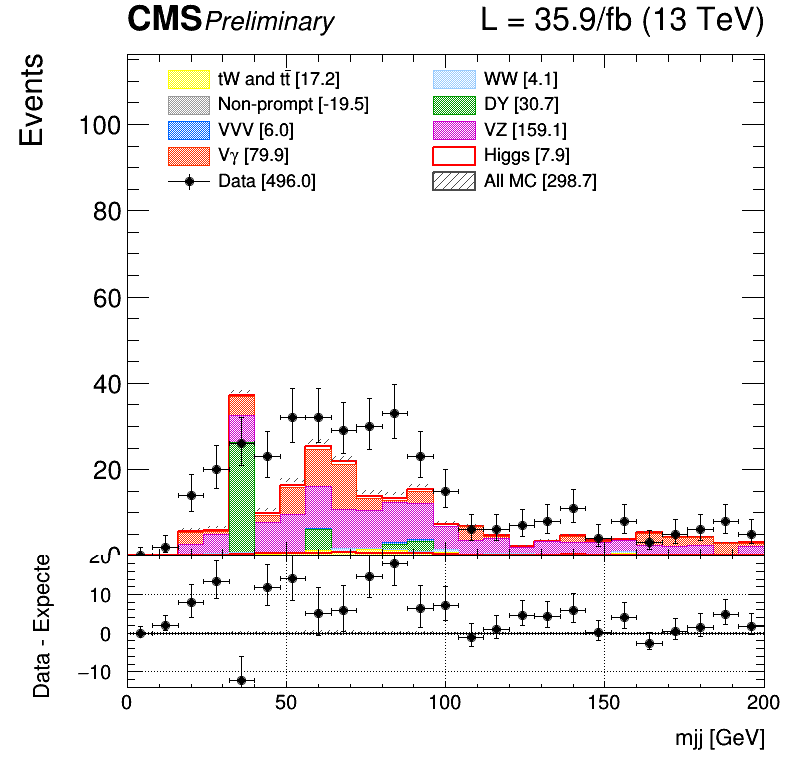 CMS Preliminary L = 35.9/fb (13 TeV)
Events
tW and tt̄ [17.2] WW [4.1]
Non-prompt [-19.5] DY [30.7]
VVV [6.0] VZ [159.1]
Vγ [79.9] Higgs [7.9]
Data [496.0] All MC [298.7]
100
80
60
40
20
0
Data - Expecte
20
10
0
−10
0 50 100 150 200
mjj [GeV]